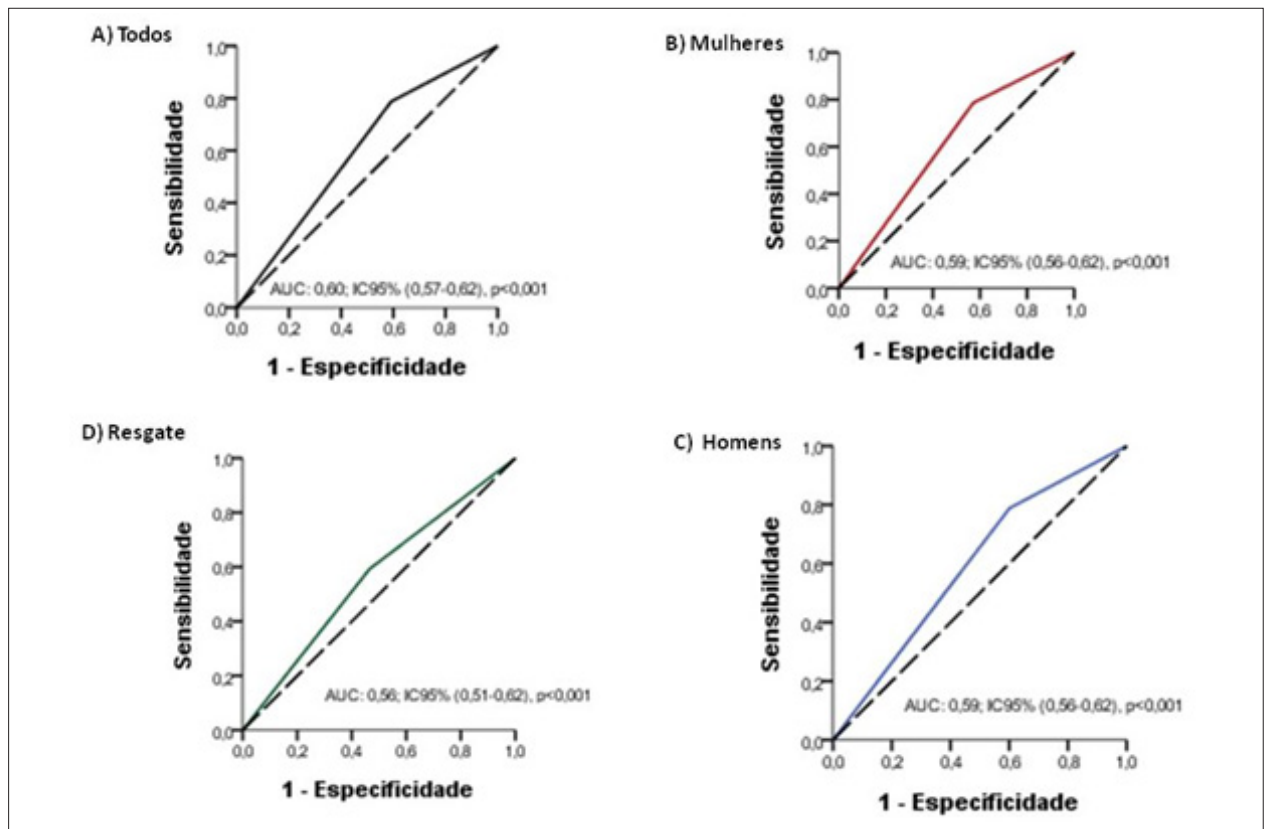 A) Todos
1,0
0,8
0,6
0,4
0,2
0,0
Sensibilidade
AUC: 0,60; IC95% (0,57-0,62), p<0,001
0,0 0,2 0,4 0,6 0,8 1,0
1 - Especificidade
B) Mulheres
1,0
0,8
0,6
0,4
0,2
0,0
Sensibilidade
AUC: 0,59; IC95% (0,56-0,62), p<0,001
0,0 0,2 0,4 0,6 0,8 1,0
1 - Especificidade
D) Resgate
1,0
0,8
0,6
0,4
0,2
0,0
Sensibilidade
AUC: 0,56; IC95% (0,51-0,62), p<0,001
0,0 0,2 0,4 0,6 0,8 1,0
1 - Especificidade
C) Homens
1,0
0,8
0,6
0,4
0,2
0,0
Sensibilidade
AUC: 0,59; IC95% (0,56-0,62), p<0,001
0,0 0,2 0,4 0,6 0,8 1,0
1 - Especificidade